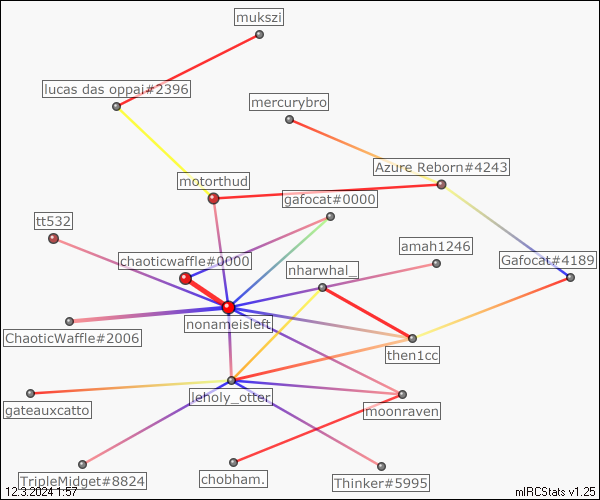 mukszi
lucas das oppai#2396
mercurybro
Azure Reborn#4243
motorthud
gafocat#0000
tt532
amah1246
chaoticwaffle#0000
Gafocat#4189
nharwhal_
nonameisleft
ChaoticWaffle#2006
then1cc
leholy_otter
gateauxcatto
moonraven
chobham.
TripleMidget#8824
Thinker#5995
12.3.2024 1:57
mIRCStats v1.25